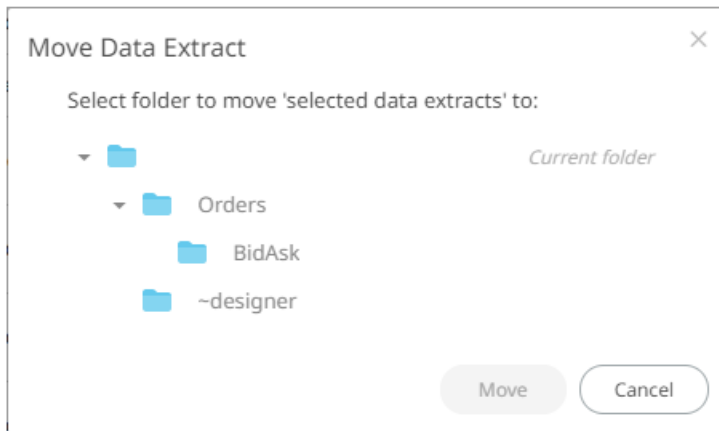 Move Data Extract
Select folder to move 'selected data extracts' to:
Current folder
Orders
BidAsk
~designer
Move Cancel